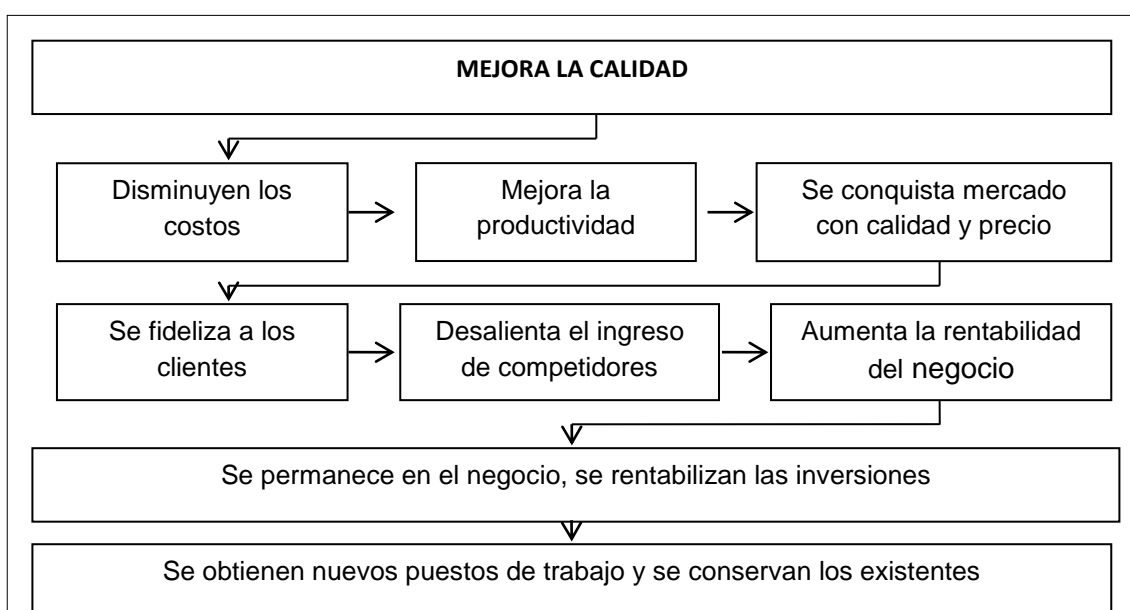 MEJORA LA CALIDAD
Disminuyen los
costos
Mejora la
productividad
Se conquista mercado
con calidad y precio
Se fideliza a los
clientes
Desalienta el ingreso
de competidores
Aumenta la rentabilidad
del negocio
Se permanece en el negocio, se rentabilizan las inversiones
Se obtienen nuevos puestos de trabajo y se conservan los existentes